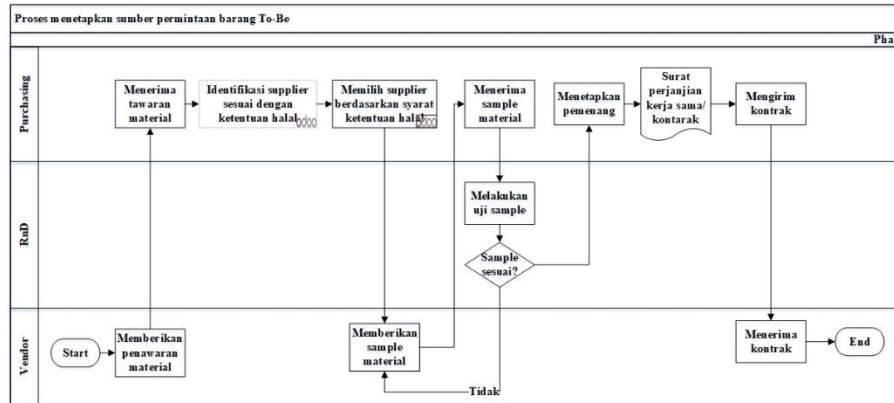 Proses menetapkan sumber permintaan barang To-Be
Pha
Purchasing
Menerima
tawaran
material
Identifikasi supplier
sesuai dengan
ketentuan halal
odoo
Memilih supplier
berdasarkan syarat
ketentuan halal
odoo
Menerima
sample
material
Menetapkan
pemenang
Surat
perjanjian
kerja sama/
kontarak
Mengirim
kontrak
RnD
Melakukan
uji sample
Sample
sesuai?
Vendor
Start
Memberikan
penawaran
material
Memberikan
sample
material
Tidak
Menerima
kontrak
End